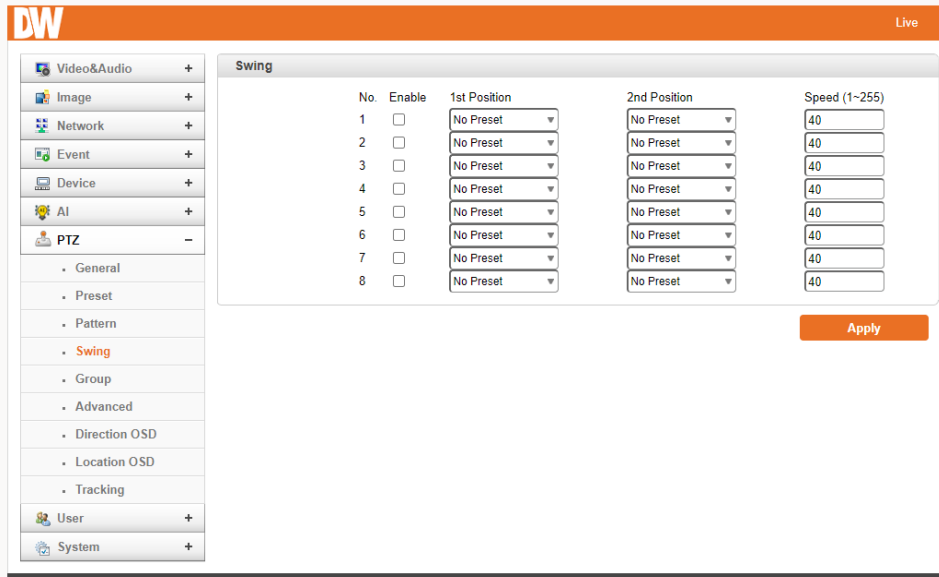 DW
Live
Video&Audio +
Image +
Network +
Event +
Device +
AI +
PTZ –
General
Preset
Pattern
Swing
Group
Advanced
Direction OSD
Location OSD
Tracking
User +
System +
Swing
No. Enable 1st Position 2nd Position Speed (1~255)
1 No Preset No Preset 40
2 No Preset No Preset 40
3 No Preset No Preset 40
4 No Preset No Preset 40
5 No Preset No Preset 40
6 No Preset No Preset 40
7 No Preset No Preset 40
8 No Preset No Preset 40
Apply